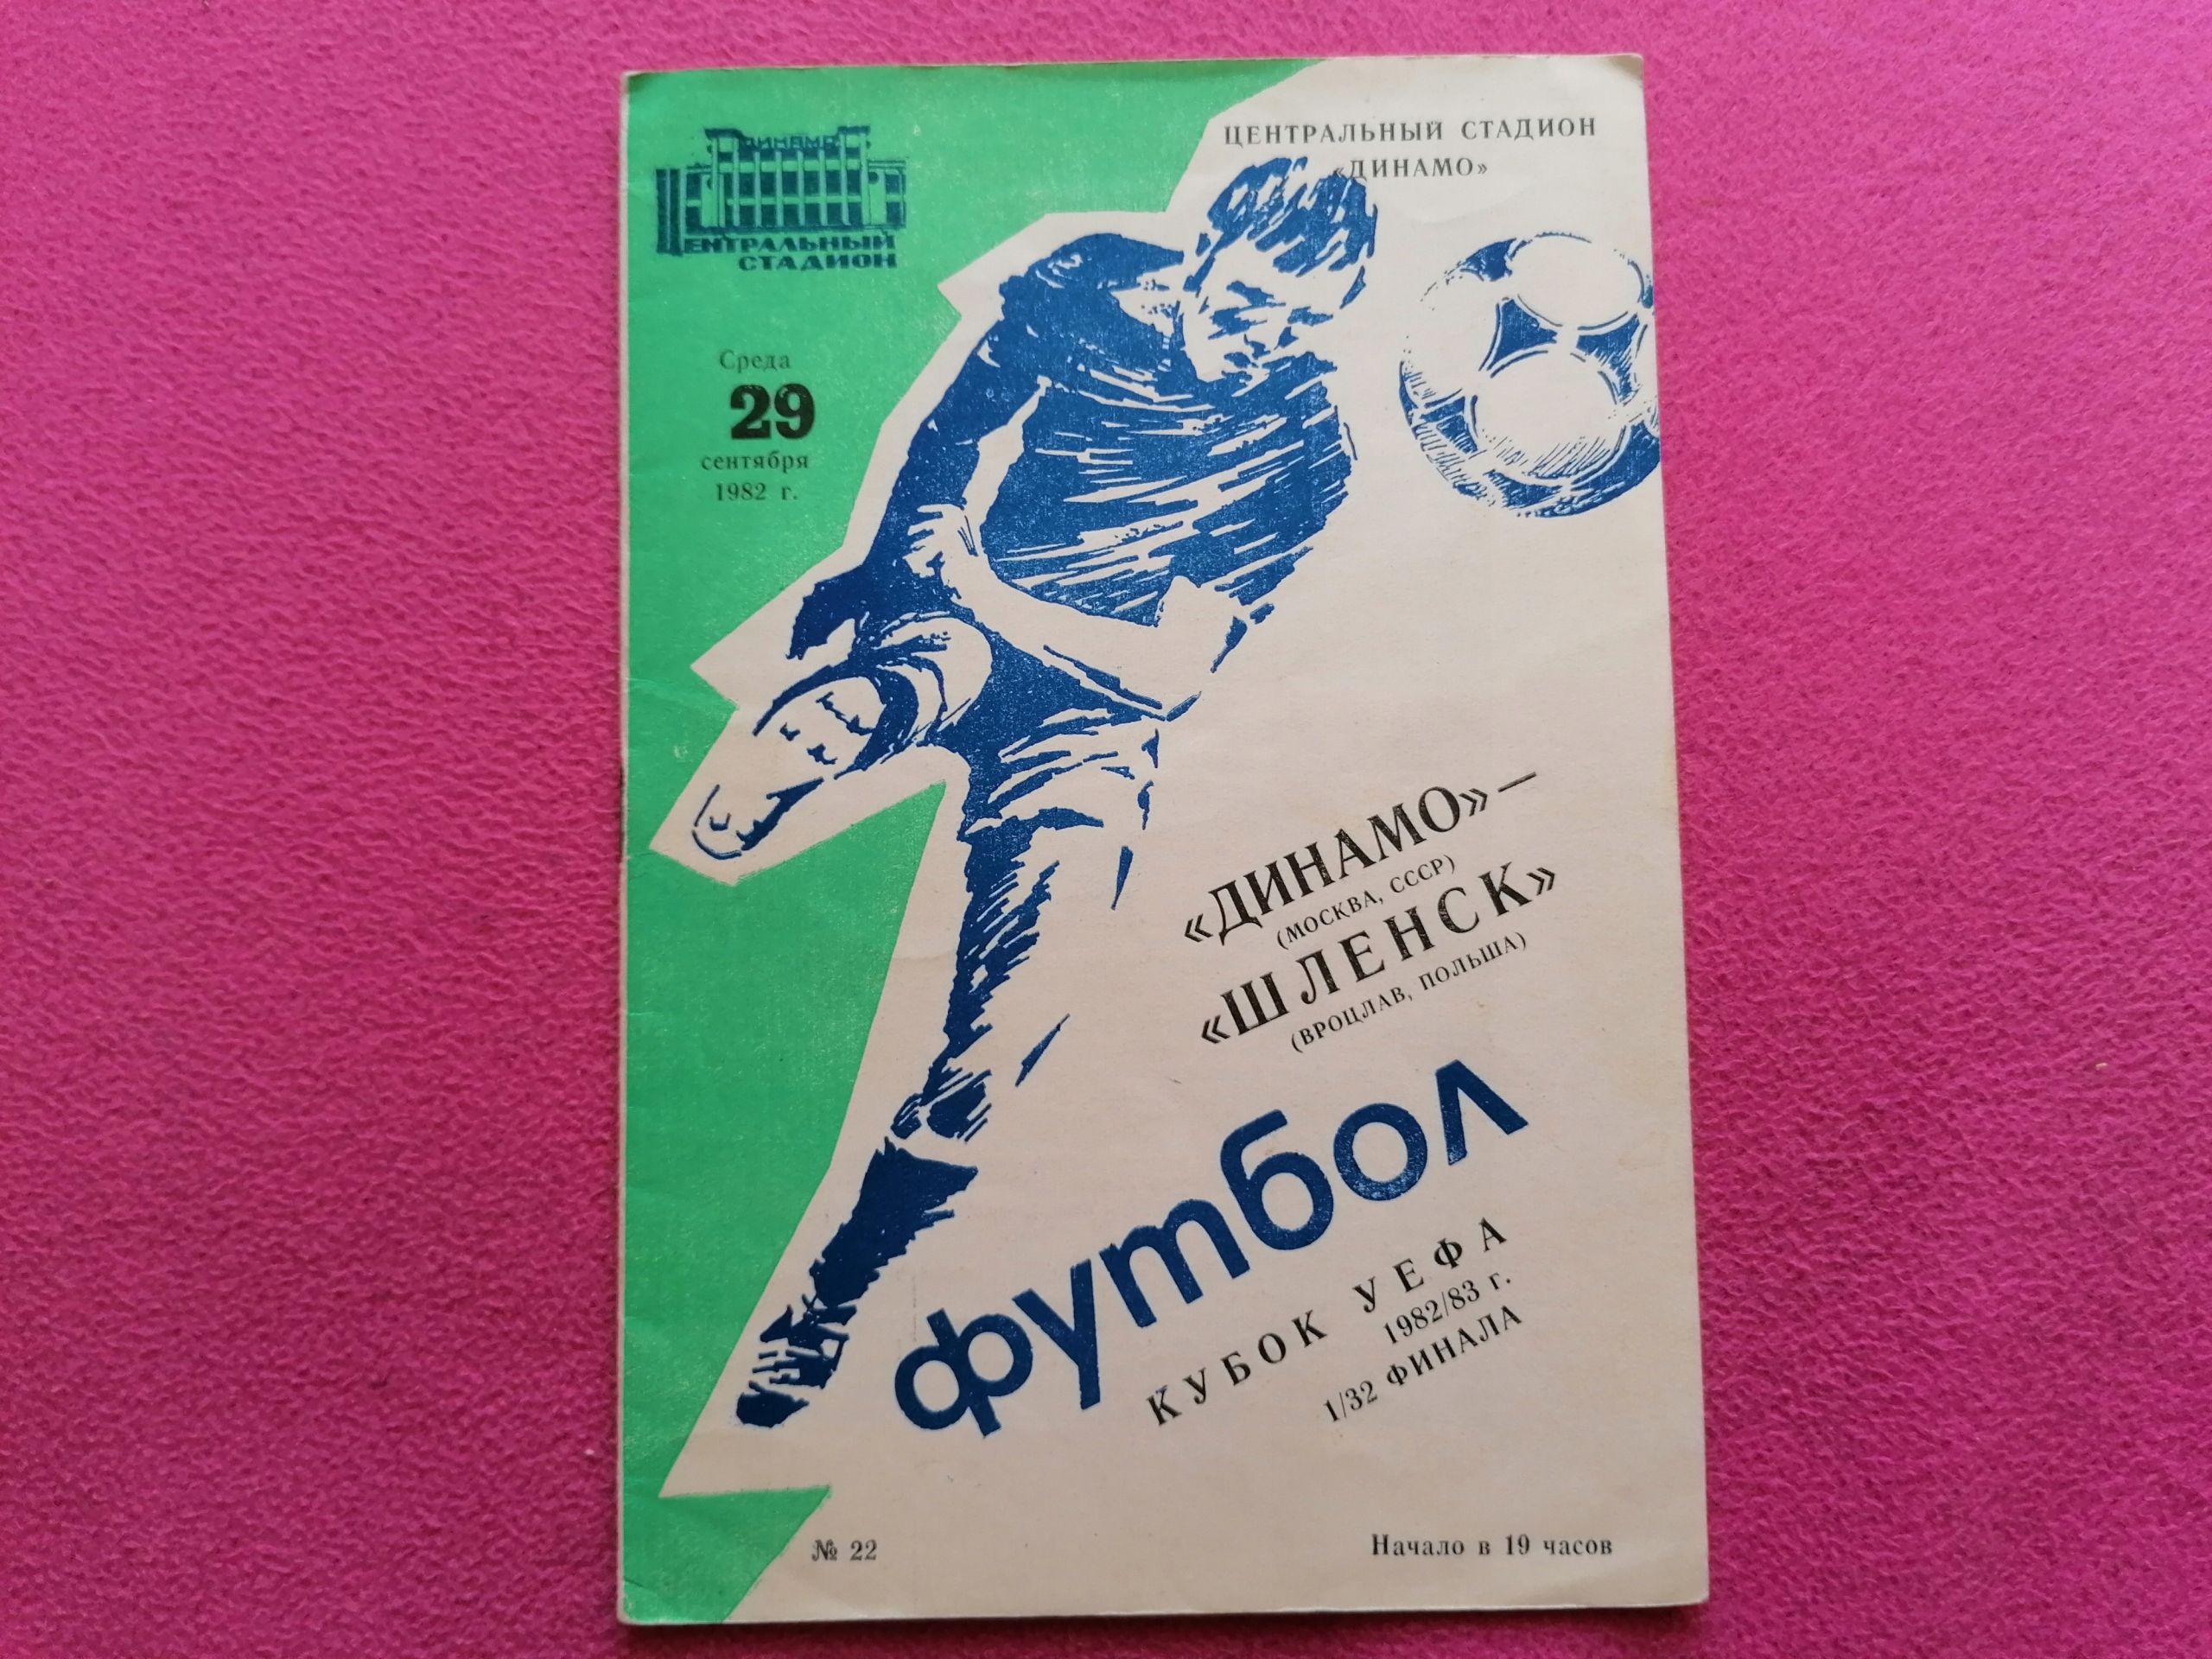 ДИНАМО
ЦЕНТРАЛЬНЫЙ
СТАДИОН
ЦЕНТРАЛЬНЫЙ СТАДИОН
«ДИНАМО»
Среда
29
сентября
1982 г.
«ДИНАМО» —
(МОСКВА, СССР)
«ШЛЕНСК»
(ВРОЦЛАВ, ПОЛЬША)
футбол
КУБОК УЕФА
1982/83 г.
1/32 ФИНАЛА
№ 22
Начало в 19 часов